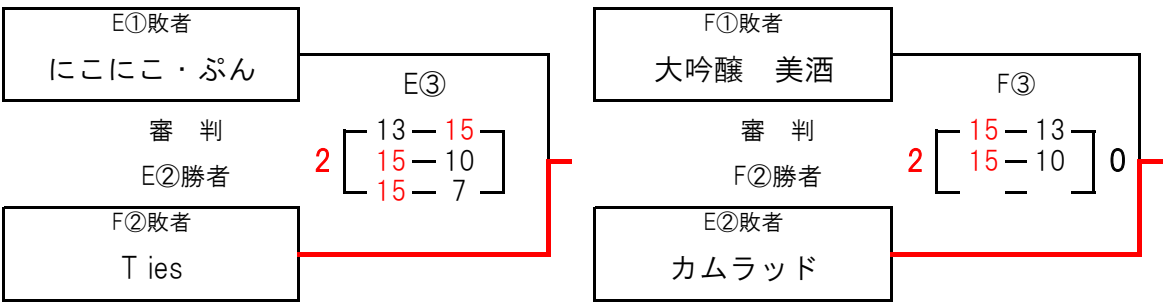 E①敗者
にこにこ・ぷん
E③
審 判
E②勝者
2
13 — 15
15 — 10
15 — 7
F②敗者
Ties
F①敗者
大吟醸 美酒
F③
審 判
F②勝者
2
15 — 13
15 — 10
—
0
E②敗者
カムラッド